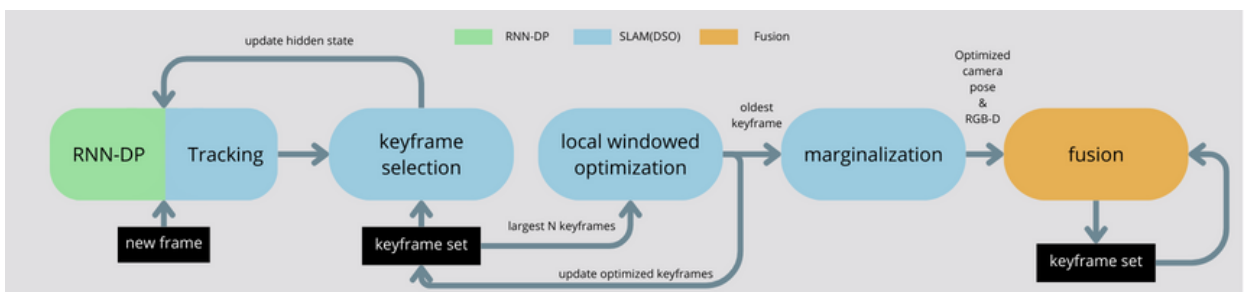 RNN-DP
SLAM(DSO)
Fusion
update hidden state
RNN-DP
Tracking
new frame
keyframe
selection
keyframe set
largest N keyframes
update optimized keyframes
local windowed
optimization
oldest
keyframe
marginalization
Optimized
camera
pose
&
RGB-D
fusion
keyframe set